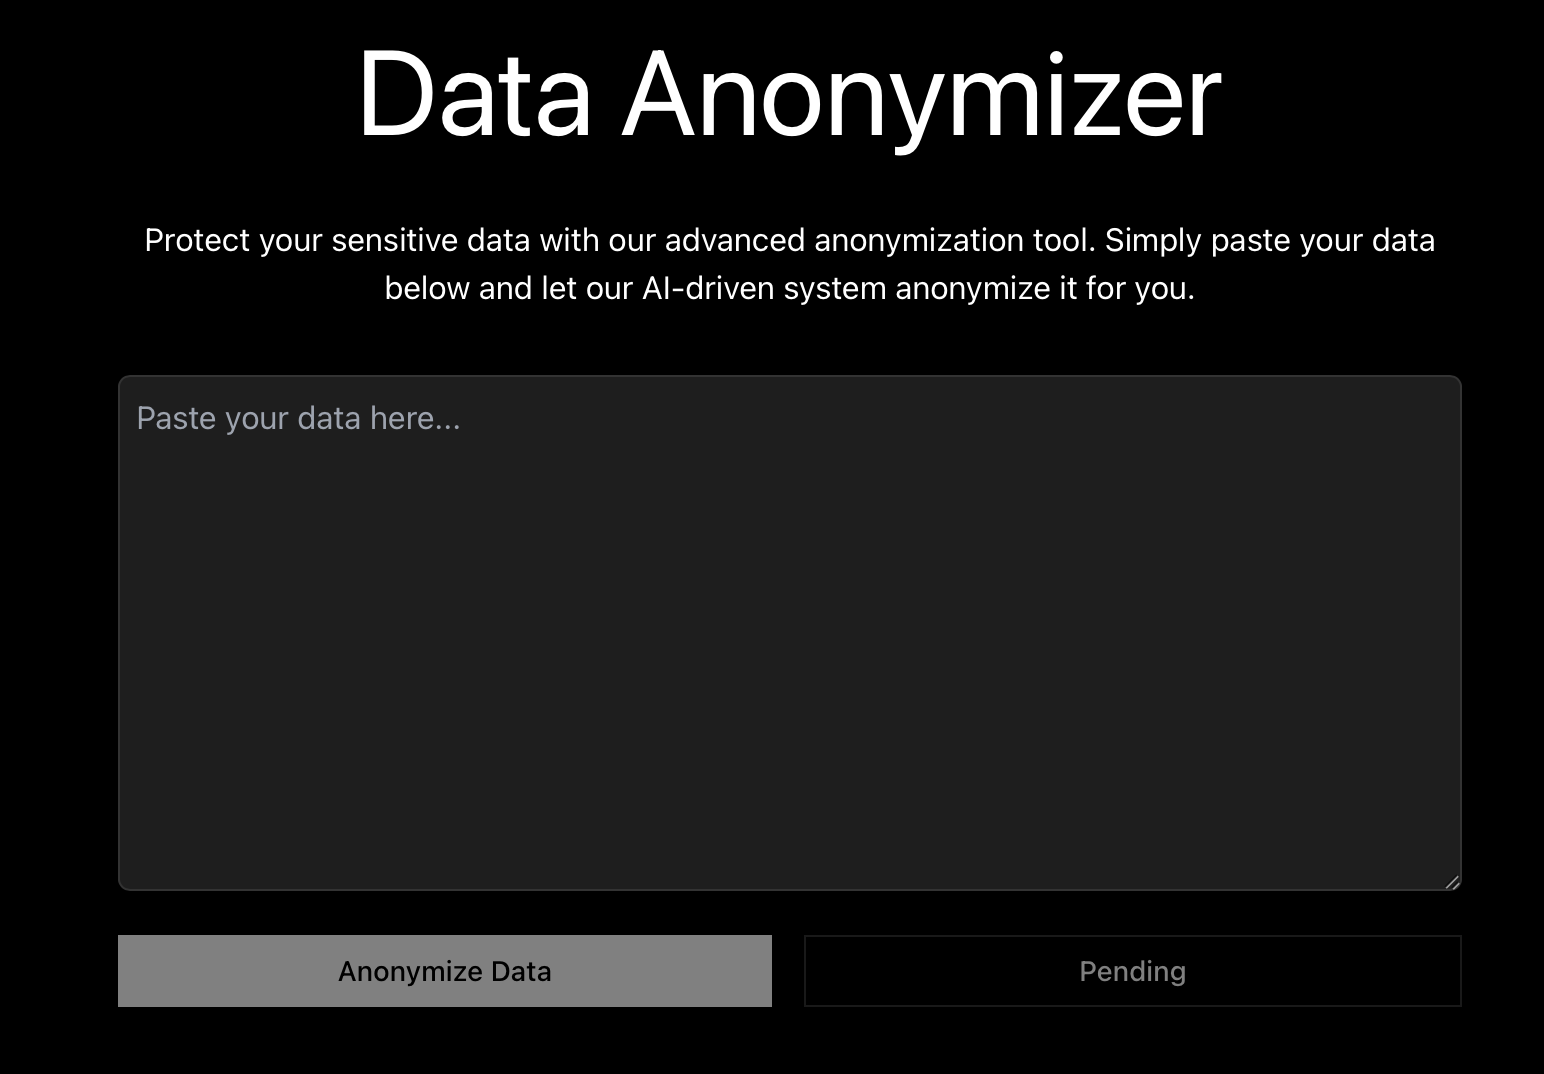 Data Anonymizer
Protect your sensitive data with our advanced anonymization tool. Simply paste your data
below and let our AI-driven system anonymize it for you.
Paste your data here...
Anonymize Data
Pending